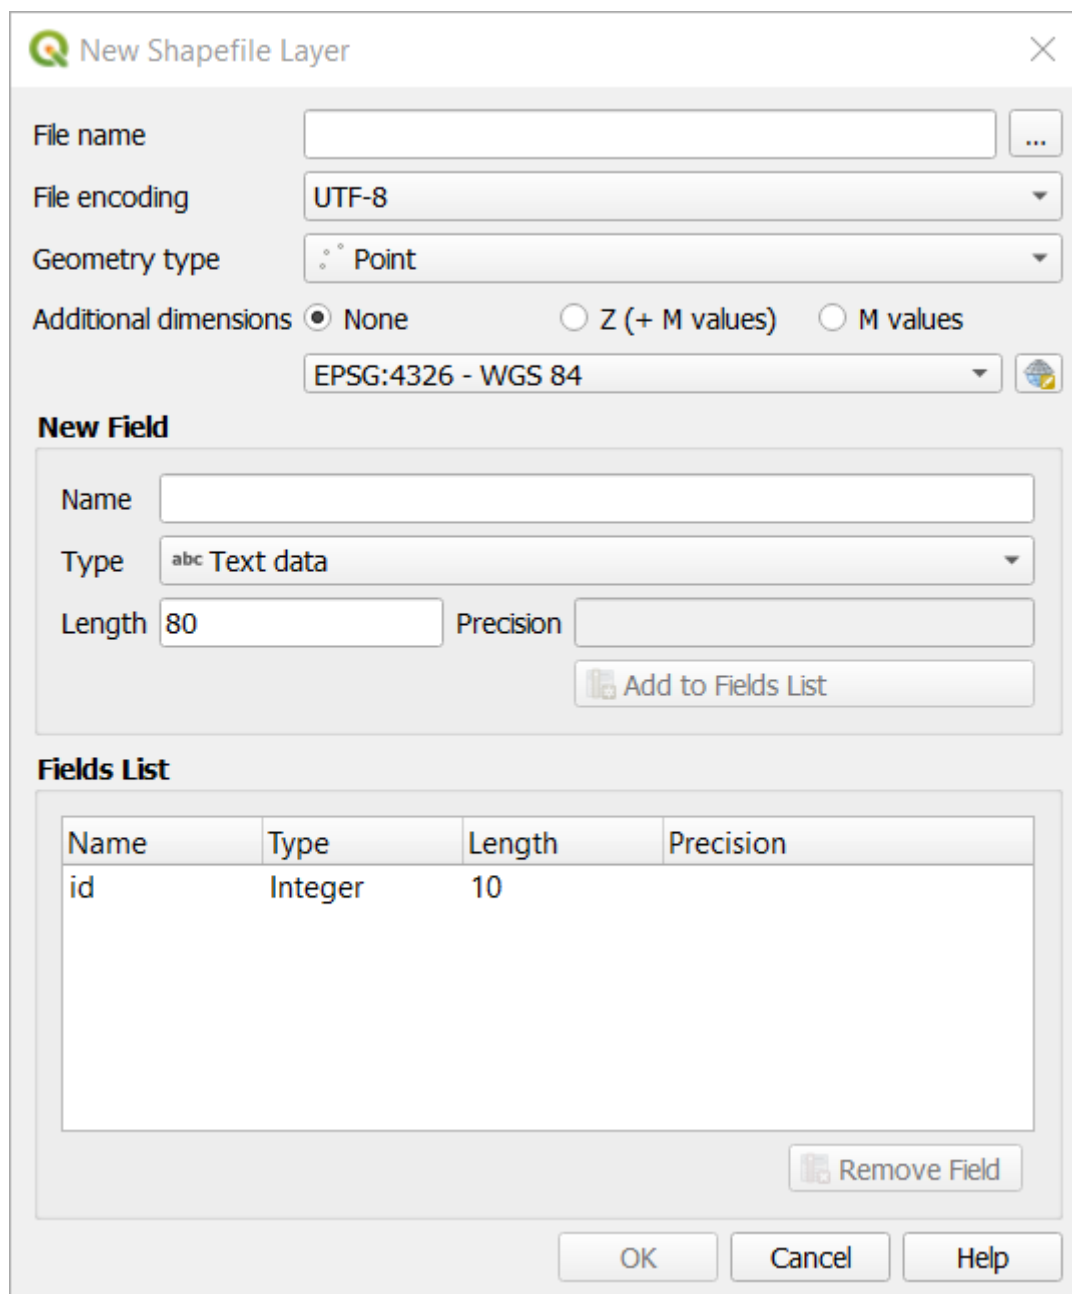 New Shapefile Layer
File name ...
File encoding UTF-8
Geometry type Point
Additional dimensions None Z (+ M values) M values
EPSG:4326 - WGS 84
New Field
Name
Type abc Text data
Length 80 Precision
Add to Fields List
Fields List
Name Type Length Precision
id Integer 10
Remove Field
OK Cancel Help